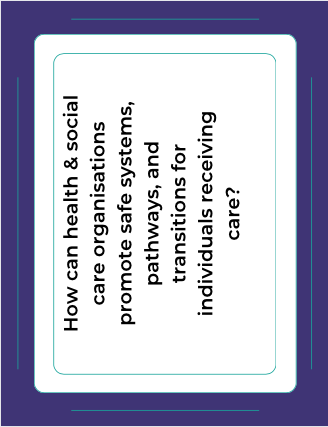 How can health & social
care organisations
promote safe systems,
pathways, and
transitions for
individuals receiving
care?